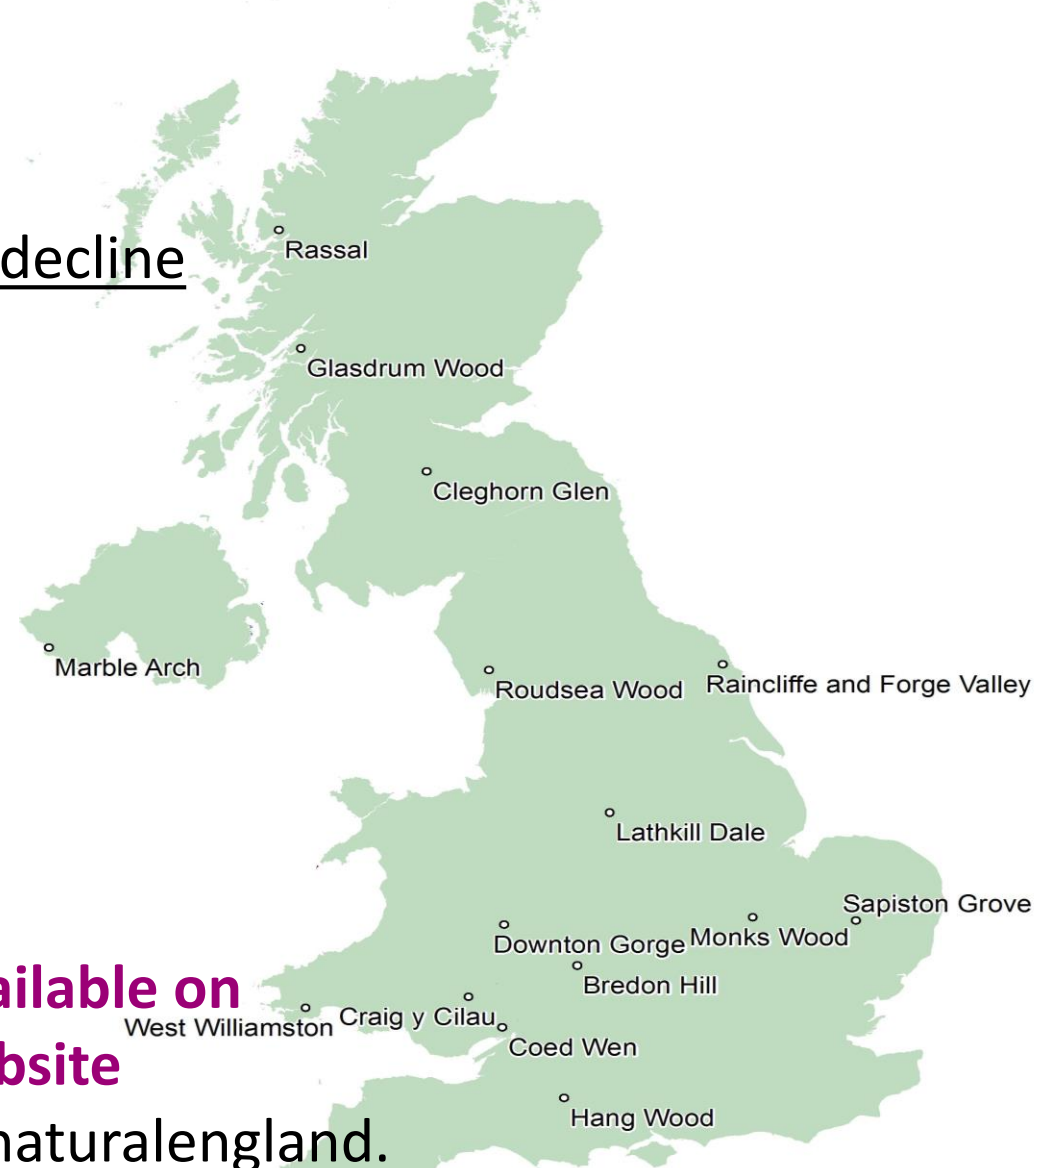 decline
Rassal
Glasdrum Wood
Cleghorn Glen
Marble Arch
Roudsea Wood
Raincliffe and Forge Valley
Lathkill Dale
Sapiston Grove
Monks Wood
Downton Gorge
Bredon Hill
ailable on
Craig y Cilau
West Williamston
Coed Wen
bsite
Hang Wood
naturalengland.